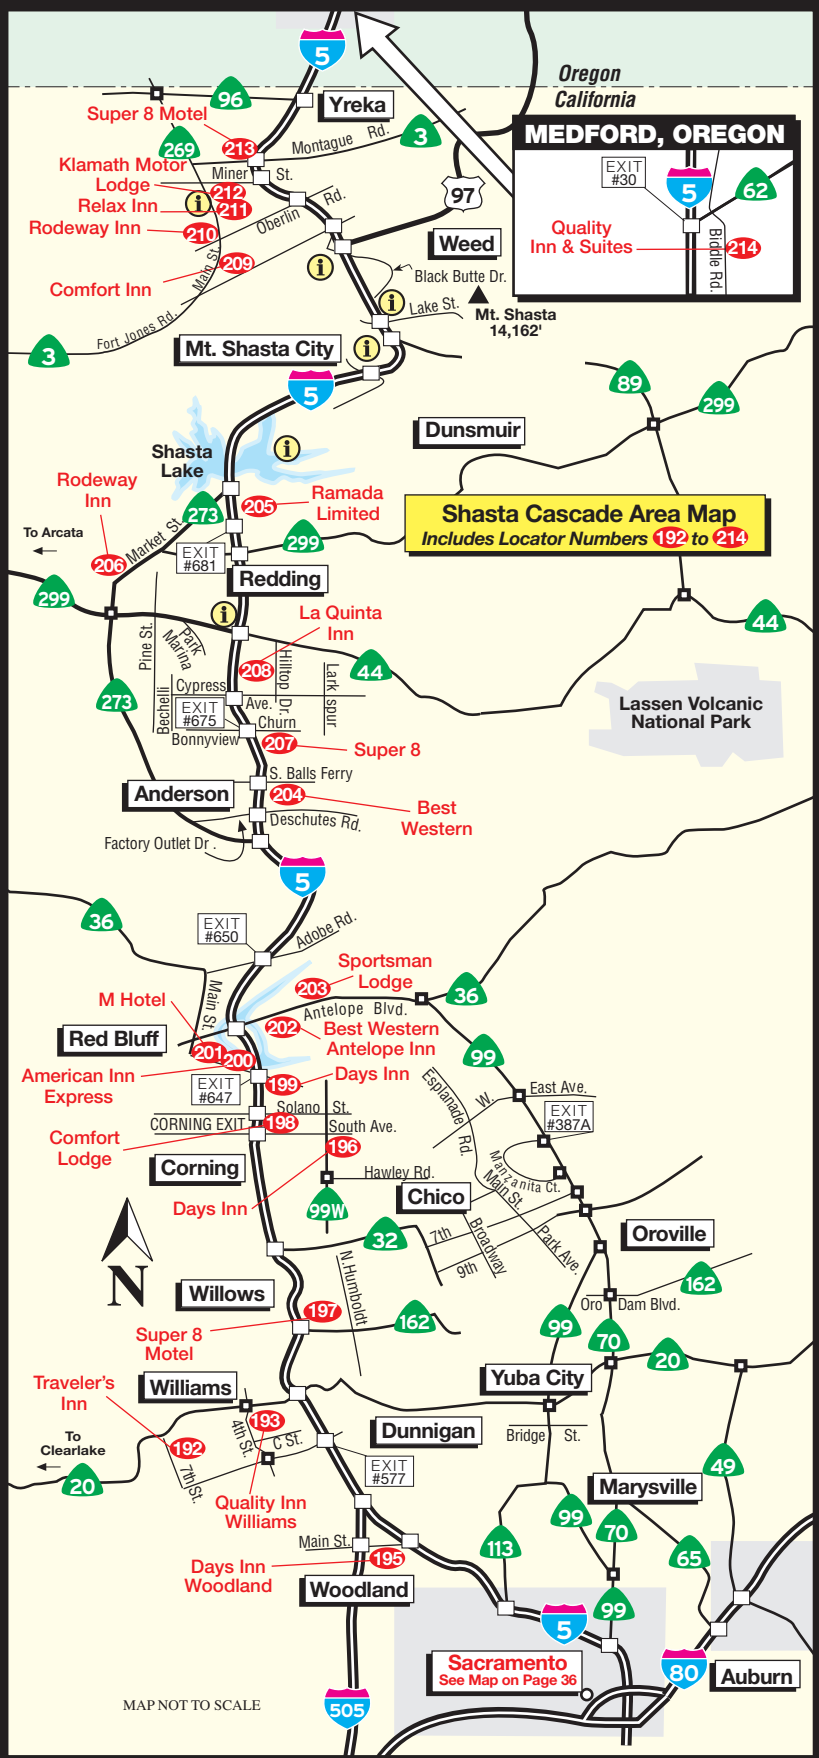 5
Oregon
California
96
Yreka
Super 8 Motel
213
269
Montague Rd.
3
MEDFORD, OREGON
EXIT
#30
5
62
Quality
Inn & Suites
214
Biddle Rd.
Klamath Motor
Lodge
212
Miner St.
Relax Inn
211
i
Rodeway Inn
210
Oberlin Rd.
97
Weed
209
Main St.
Comfort Inn
i
Black Butte Dr.
i
Lake St.
Mt. Shasta
14,162'
Fort Jones Rd.
3
Mt. Shasta City
i
5
89
299
Dunsmuir
Shasta
Lake
i
Rodeway
Inn
273
205
Ramada
Limited
Shasta Cascade Area Map
Includes Locator Numbers 192 to 214
To Arcata
206
Market St.
EXIT
#681
299
Redding
299
i
44
La Quinta
Inn
Pine St.
Park
Marina
208
Hilltop Dr.
Lark spur
44
273
Bechelli
Cypress
Ave.
EXIT
#675
Churn
Bonnyview
207
Super 8
Lassen Volcanic
National Park
S. Balls Ferry
Anderson
204
Best
Western
Deschutes Rd.
Factory Outlet Dr .
5
36
EXIT
#650
Adobe Rd.
Sportsman
Lodge
203
36
M Hotel
Main St.
Antelope Blvd.
Red Bluff
202
Best Western
Antelope Inn
99
201
200
American Inn
Express
EXIT
#647
199
Days Inn
Esplanade Rd.
W.
East Ave.
EXIT
#387A
Solano St.
CORNING EXIT
198
South Ave.
Comfort
Lodge
196
Corning
Hawley Rd.
Manzanita Ct.
Chico
Main St.
Days Inn
99W
N
32
7th
Broadway
9th
Park Ave.
Oroville
N.Humboldt
Willows
162
Oro Dam Blvd.
197
162
Super 8
Motel
99
70
20
Traveler's
Inn
Williams
Yuba City
193
4th St.
C St.
Dunnigan
Bridge St.
To
Clearlake
192
7th St.
20
EXIT
#577
49
Marysville
Quality Inn
Williams
99
70
113
65
Main St.
195
Days Inn
Woodland
Woodland
99
5
Sacramento
See Map on Page 36
80
Auburn
MAP NOT TO SCALE
505